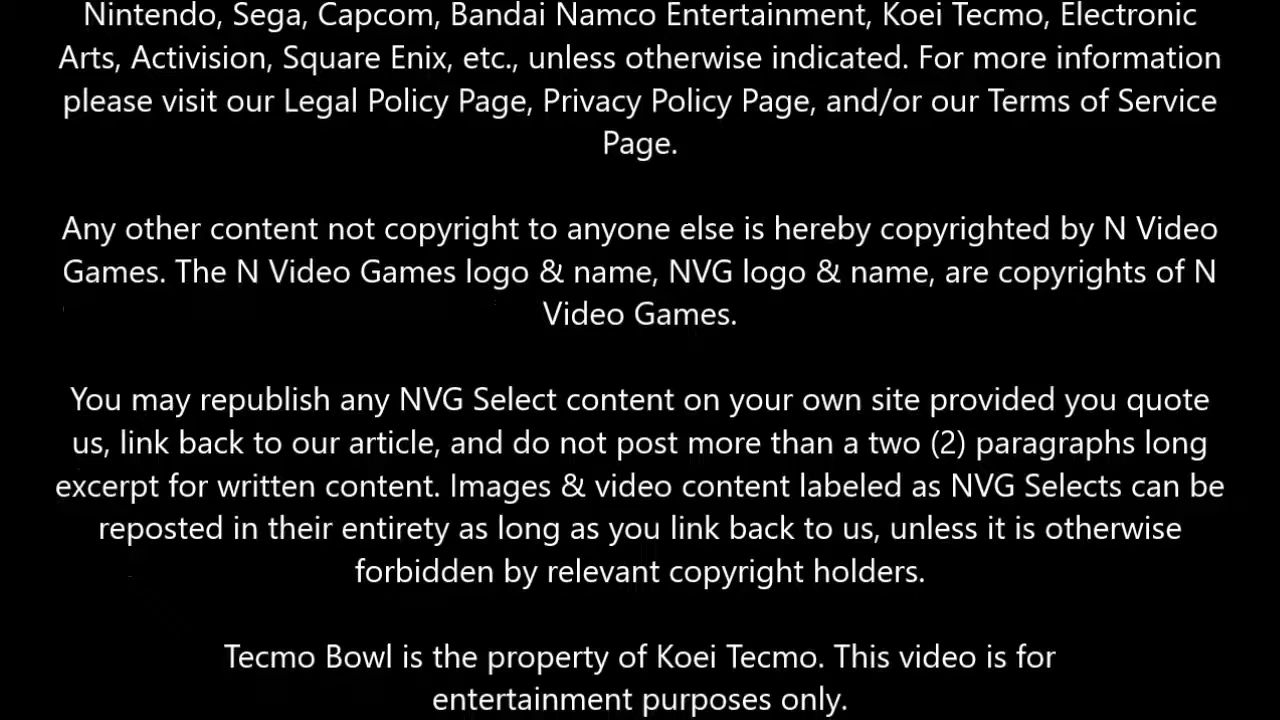 Nintendo, Sega, Capcom, Bandai Namco Entertainment, Koei Tecmo, Electronic
Arts, Activision, Square Enix, etc., unless otherwise indicated. For more information
please visit our Legal Policy Page, Privacy Policy Page, and/or our Terms of Service
Page.
Any other content not copyright to anyone else is hereby copyrighted by N Video
Games. The N Video Games logo & name, NVG logo & name, are copyrights of N
Video Games.
You may republish any NVG Select content on your own site provided you quote
us, link back to our article, and do not post more than a two (2) paragraphs long
excerpt for written content. Images & video content labeled as NVG Selects can be
reposted in their entirety as long as you link back to us, unless it is otherwise
forbidden by relevant copyright holders.
Tecmo Bowl is the property of Koei Tecmo. This video is for
entertainment purposes only.